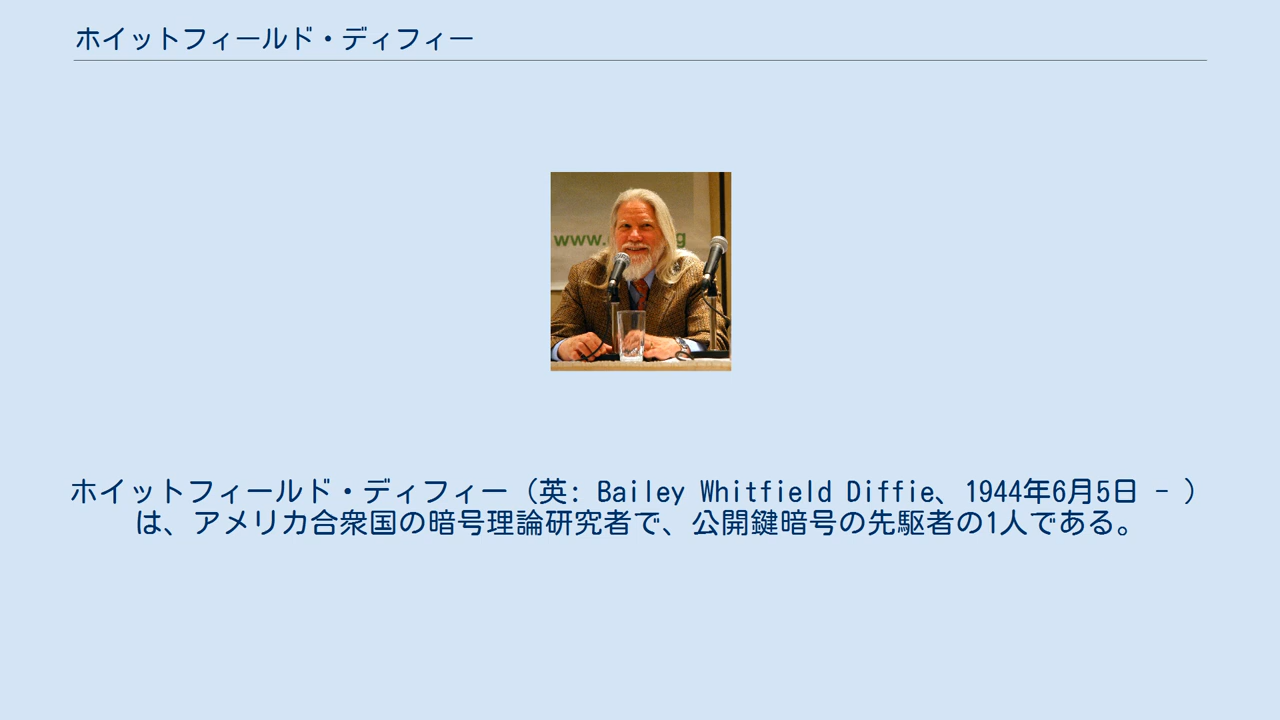 ホイットフィールド・ディフィー
www.
g
ホイットフィールド・ディフィー（英: Bailey Whitfield Diffie、1944年6月5日 - ）
は、アメリカ合衆国の暗号理論研究者で、公開鍵暗号の先駆者の1人である。